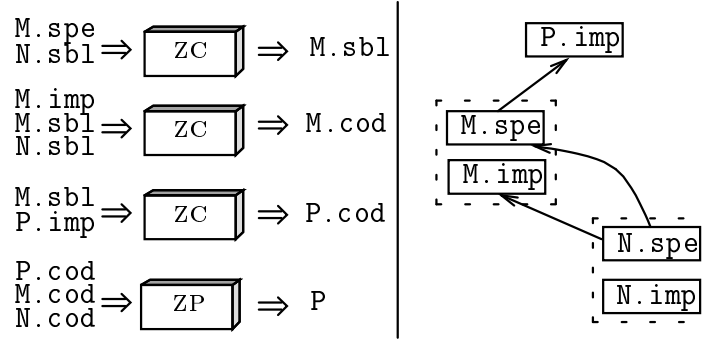 M.spe
N.sbl
⇒ ZC ⇒ M.sbl
M.imp
M.sbl
N.sbl
⇒ ZC ⇒ M.cod
M.sbl
P.imp
⇒ ZC ⇒ P.cod
P.cod
M.cod
N.cod
⇒ ZP ⇒ P
P.imp
M.spe
M.imp
N.spe
N.imp